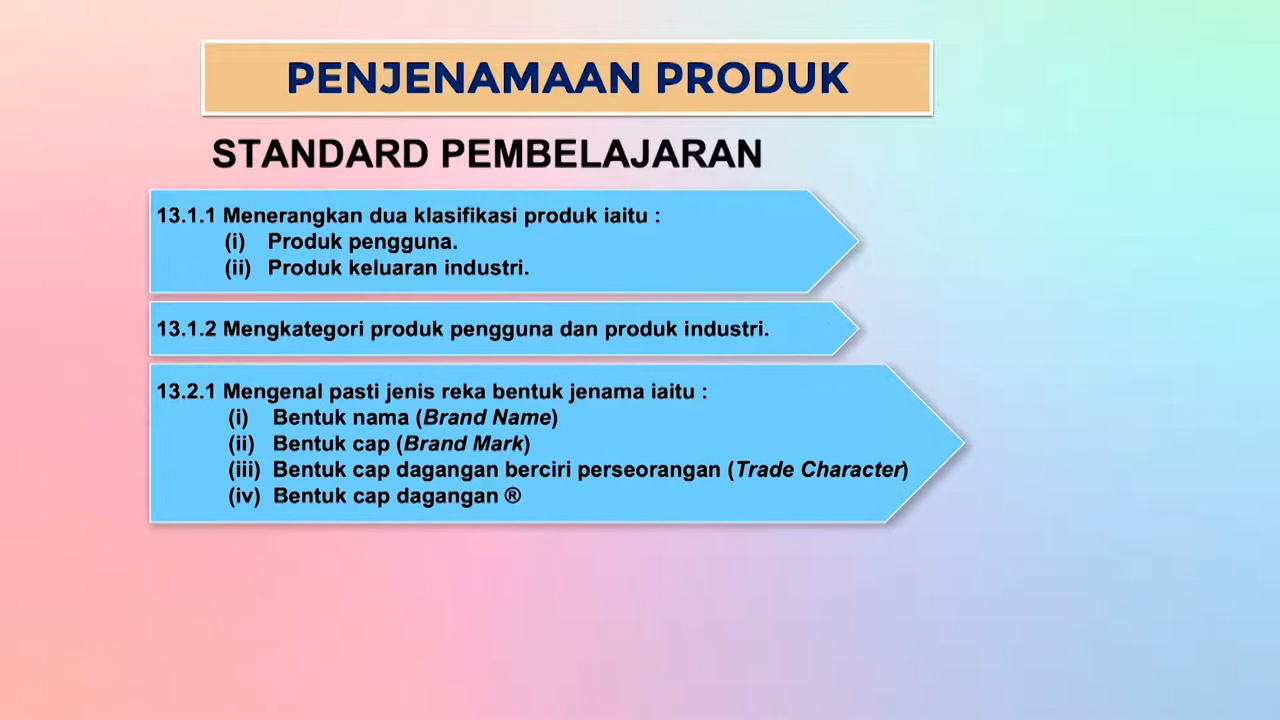 PENJENAMAAN PRODUK
STANDARD PEMBELAJARAN
13.1.1 Menerangkan dua klasifikasi produk iaitu :
(i) Produk pengguna.
(ii) Produk keluaran industri.
13.1.2 Mengkategori produk pengguna dan produk industri.
13.2.1 Mengenal pasti jenis reka bentuk jenama iaitu :
(i) Bentuk nama (Brand Name)
(ii) Bentuk cap (Brand Mark)
(iii) Bentuk cap dagangan berciri perseorangan (Trade Character)
(iv) Bentuk cap dagangan ®